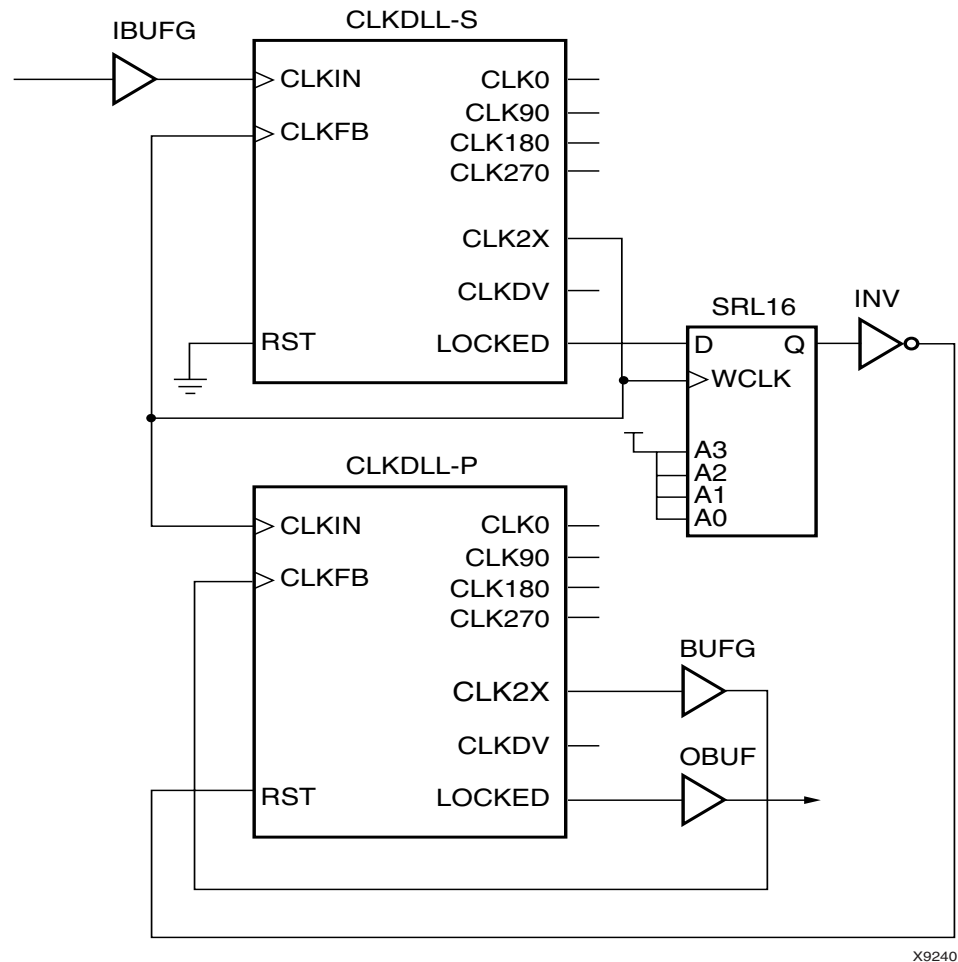 CLKDLL-S
IBUFG
CLKIN
CLK0
CLKFB
CLK90
CLK180
CLK270
CLK2X
CLKDV
RST
LOCKED
SRL16
INV
D
Q
WCLK
A3
A2
A1
A0
CLKDLL-P
CLKIN
CLK0
CLKFB
CLK90
CLK180
CLK270
CLK2X
BUFG
CLKDV
RST
LOCKED
OBUF
X9240